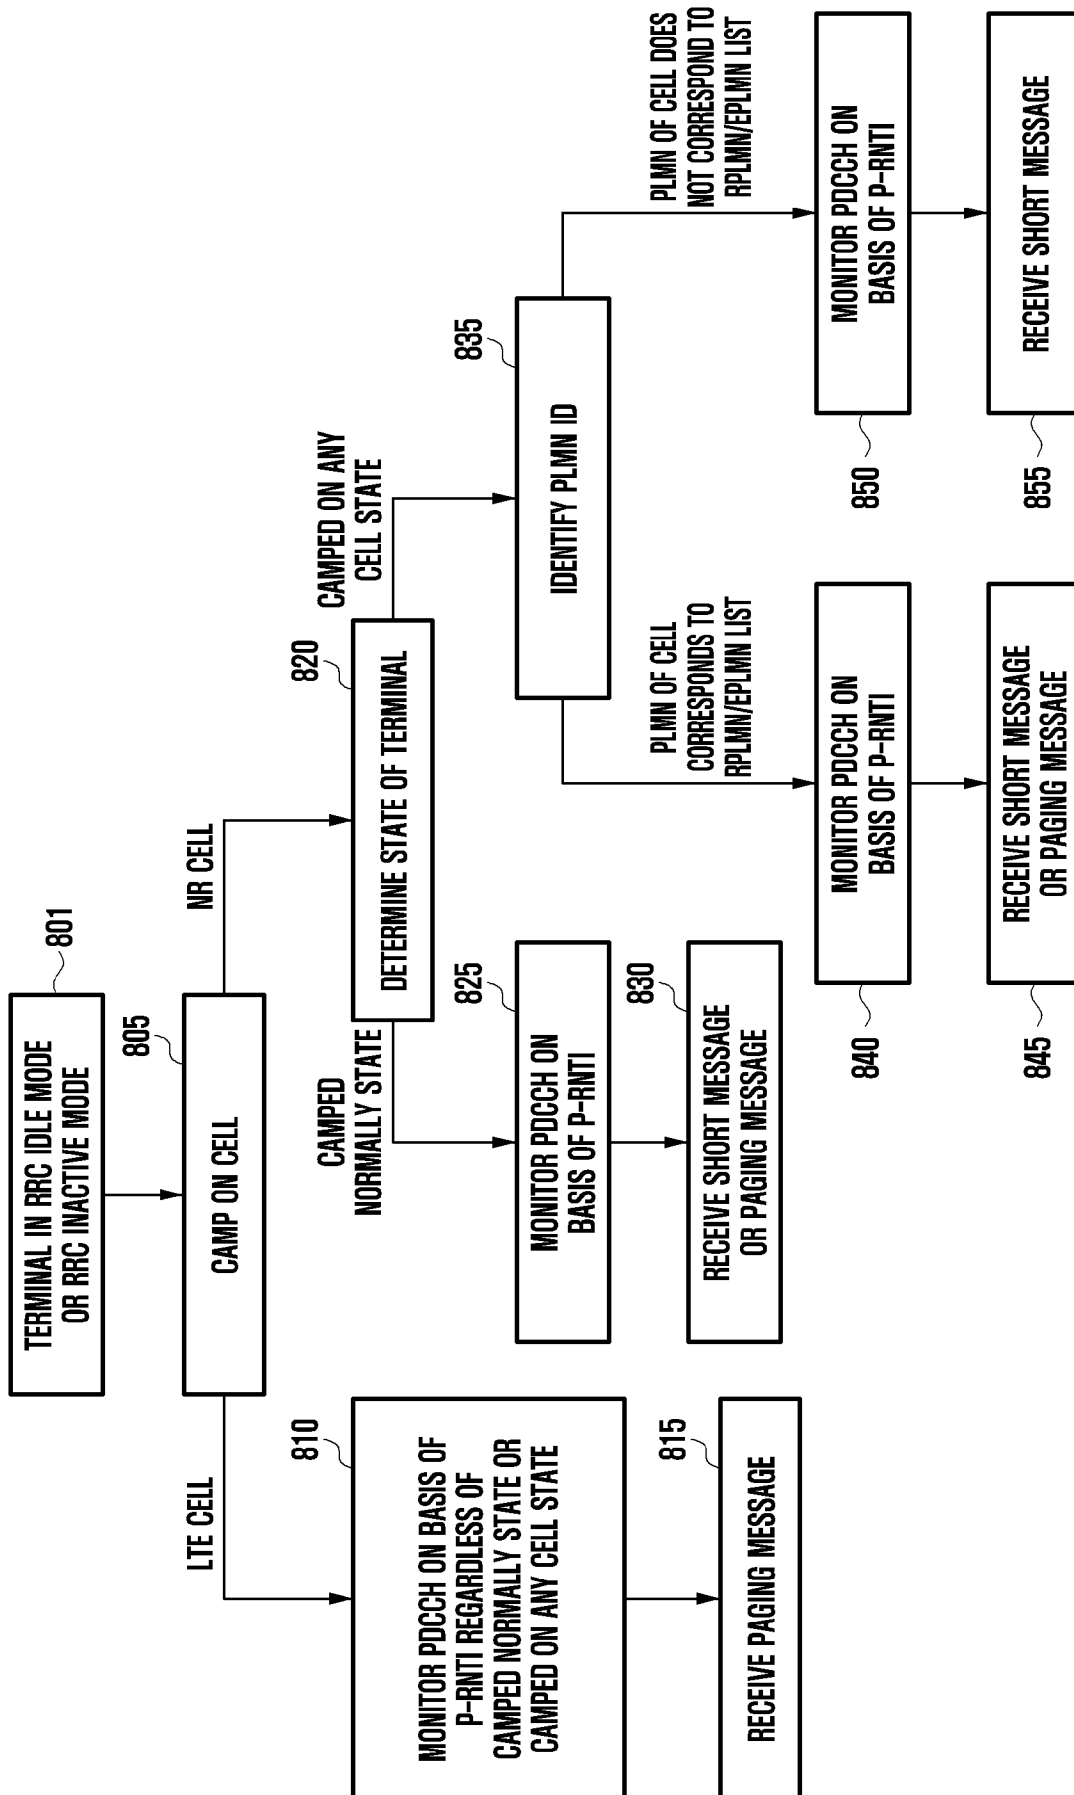 TERMINAL IN RRC IDLE MODE
OR RRC INACTIVE MODE
801
805
CAMP ON CELL
LTE CELL
NR CELL
810
MONITOR PDCCH ON BASIS OF
P-RNTI REGARDLESS OF
CAMPED NORMALLY STATE OR
CAMPED ON ANY CELL STATE
815
RECEIVE PAGING MESSAGE
820
DETERMINE STATE OF TERMINAL
CAMPED
NORMALLY STATE
CAMPED ON ANY
CELL STATE
825
MONITOR PDCCH ON
BASIS OF P-RNTI
830
RECEIVE SHORT MESSAGE
OR PAGING MESSAGE
835
IDENTIFY PLMN ID
PLMN OF CELL
CORRESPONDS TO
RPLMN/EPLMN LIST
PLMN OF CELL DOES
NOT CORRESPOND TO
RPLMN/EPLMN LIST
840
MONITOR PDCCH ON
BASIS OF P-RNTI
845
RECEIVE SHORT MESSAGE
OR PAGING MESSAGE
850
MONITOR PDCCH ON
BASIS OF P-RNTI
855
RECEIVE SHORT MESSAGE